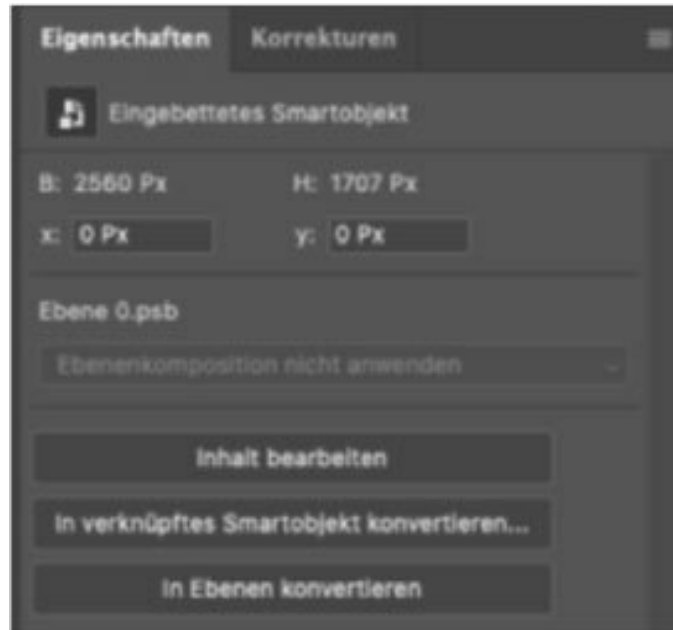 Eigenschaften Korrekturen
Eingebettetes Smartobjekt
B: 2560 Px H: 1707 Px
x: 0 Px y: 0 Px
Ebene 0.psb
Ebenenkomposition nicht anwenden
Inhalt bearbeiten
In verknüpftes Smartobjekt konvertieren...
In Ebenen konvertieren